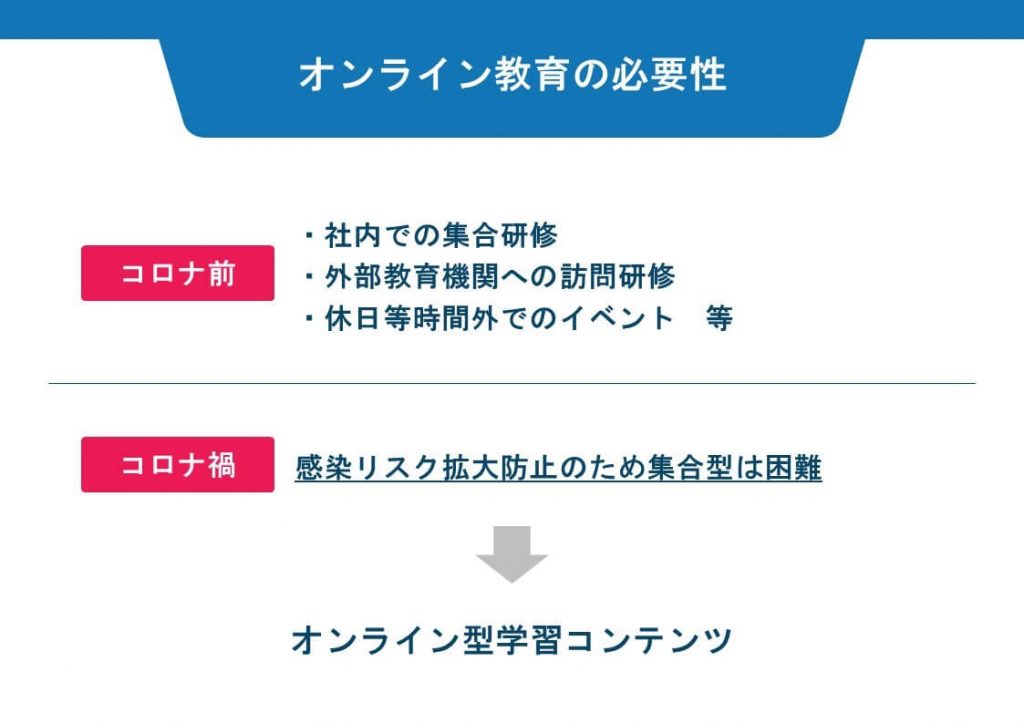 オンライン教育の必要性
コロナ前
・社内での集合研修
・外部教育機関への訪問研修
・休日等時間外でのイベント　等
コロナ禍
感染リスク拡大防止のため集合型は困難
オンライン型学習コンテンツ